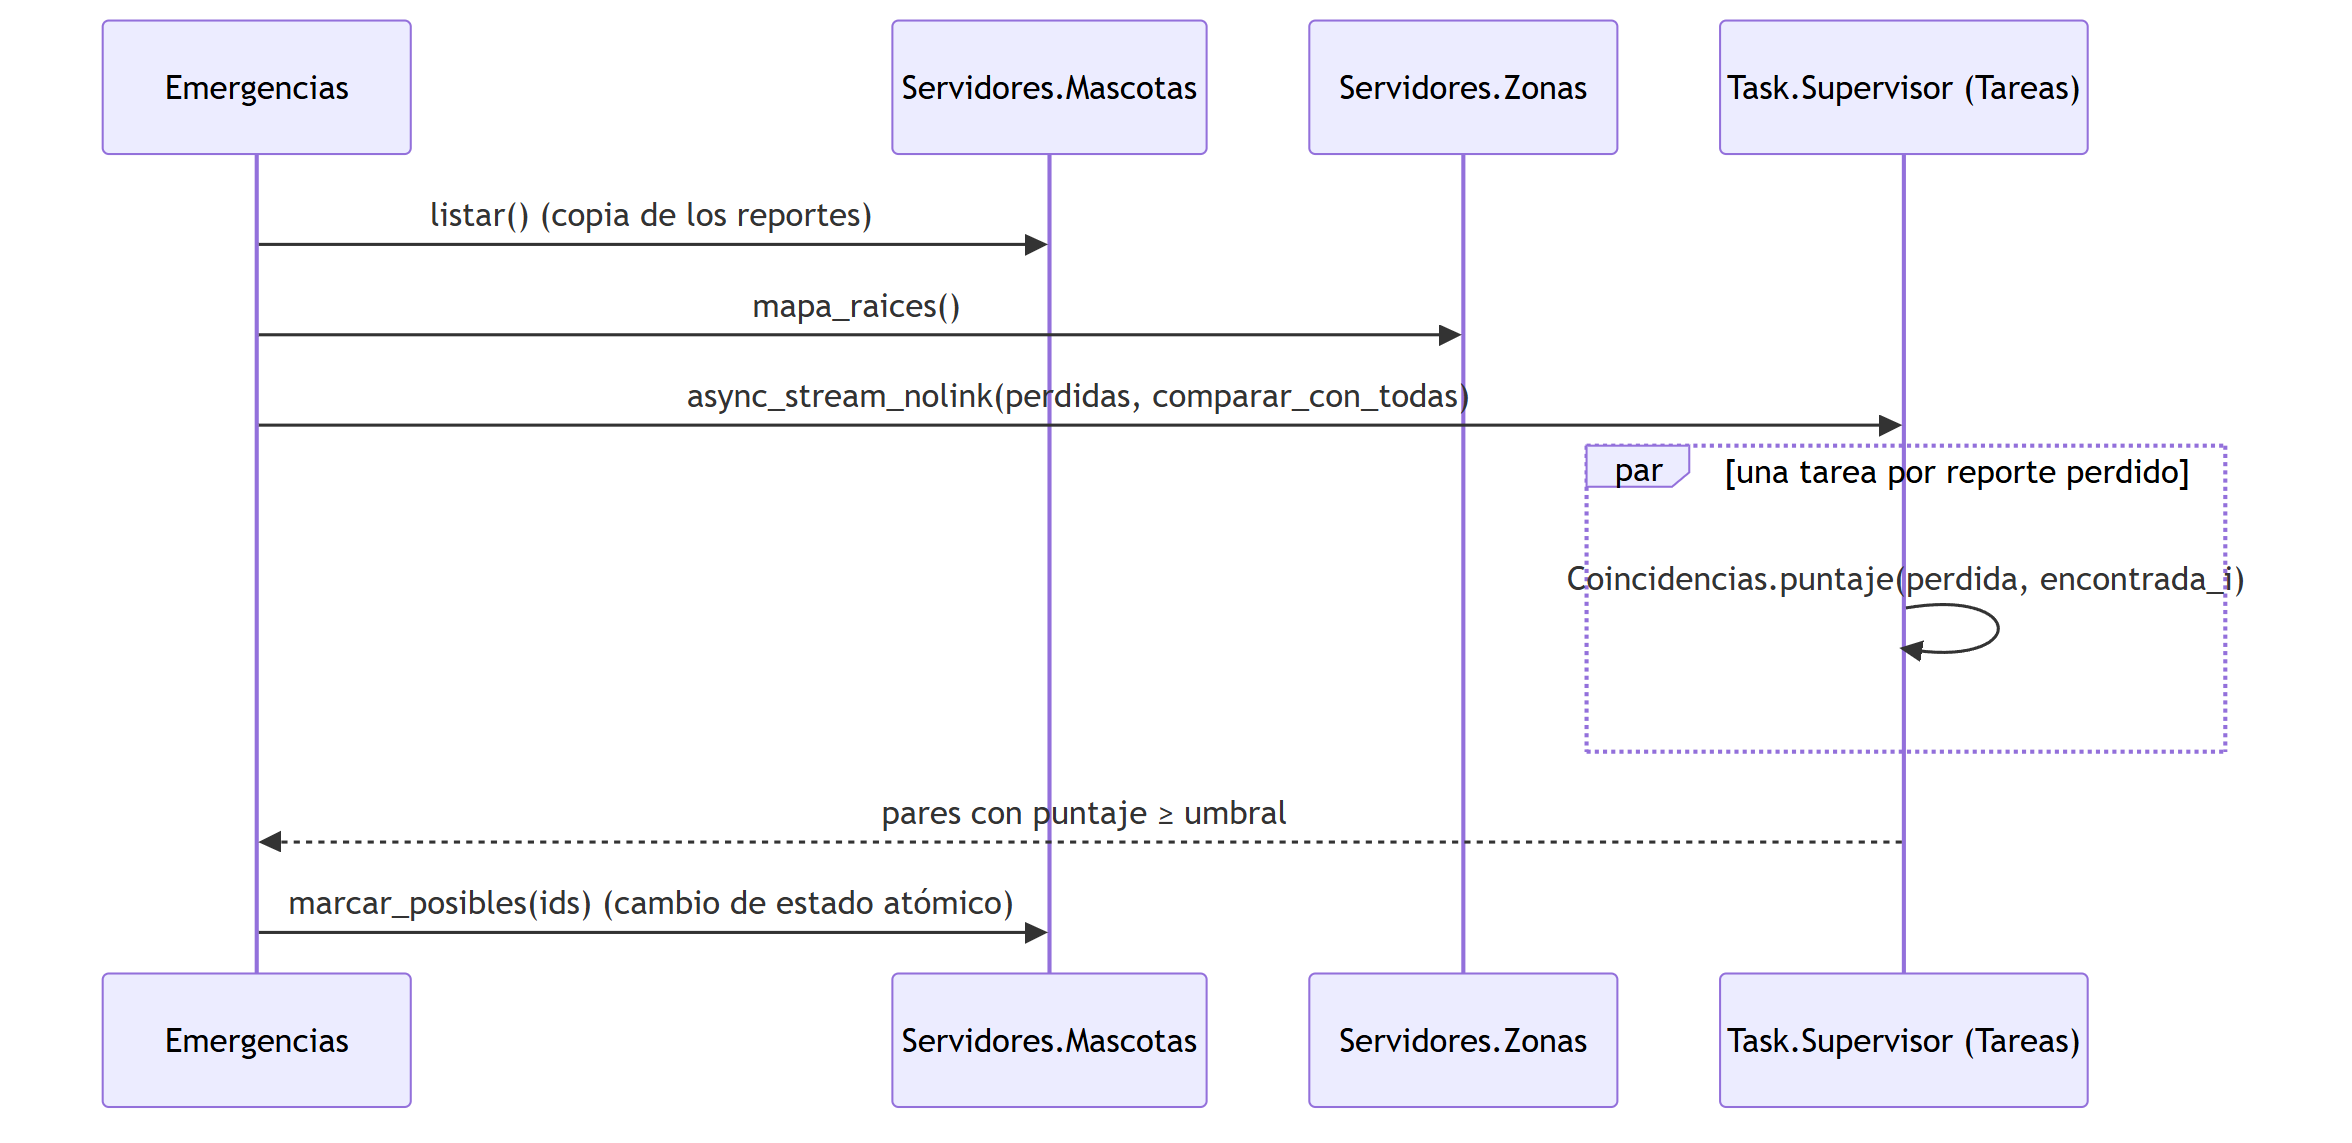 Emergencias
Servidores.Mascotas
Servidores.Zonas
Task.Supervisor (Tareas)
listar() (copia de los reportes)
mapa_raices()
async_stream_nolink(perdidas, comparar_con_todas)
par
[una tarea por reporte perdido]
Coincidencias.puntaje(perdida, encontrada_i)
pares con puntaje ≥ umbral
marcar_posibles(ids) (cambio de estado atómico)
Emergencias
Servidores.Mascotas
Servidores.Zonas
Task.Supervisor (Tareas)